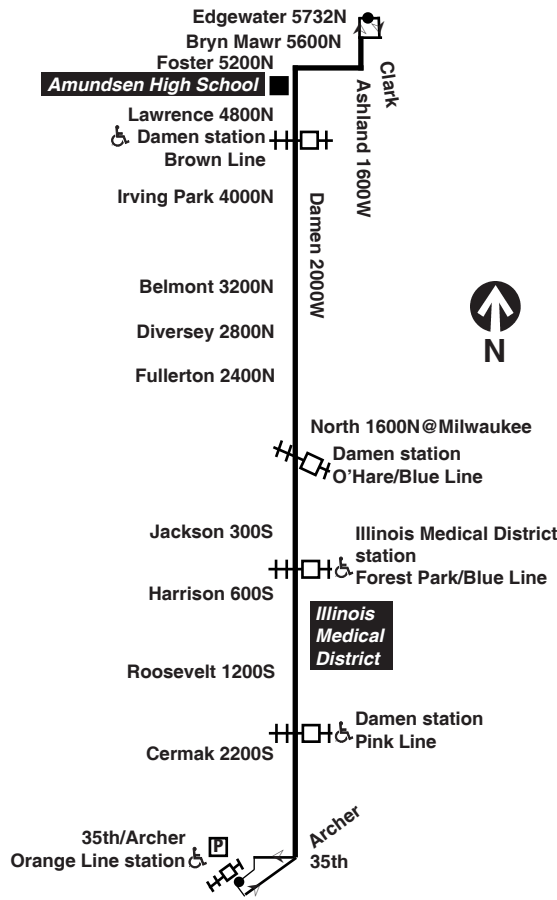 Edgewater 5732N
Bryn Mawr 5600N
Foster 5200N
Clark
Amundsen High School
Ashland 1600W
Lawrence 4800N
Damen station
Brown Line
Irving Park 4000N
Damen 2000W
Belmont 3200N
N
Diversey 2800N
Fullerton 2400N
North 1600N@Milwaukee
Damen station
O'Hare/Blue Line
Jackson 300S
Illinois Medical District
station
Forest Park/Blue Line
Harrison 600S
Illinois
Medical
District
Roosevelt 1200S
Damen station
Pink Line
Cermak 2200S
Archer
35th/Archer
P
Orange Line station
35th